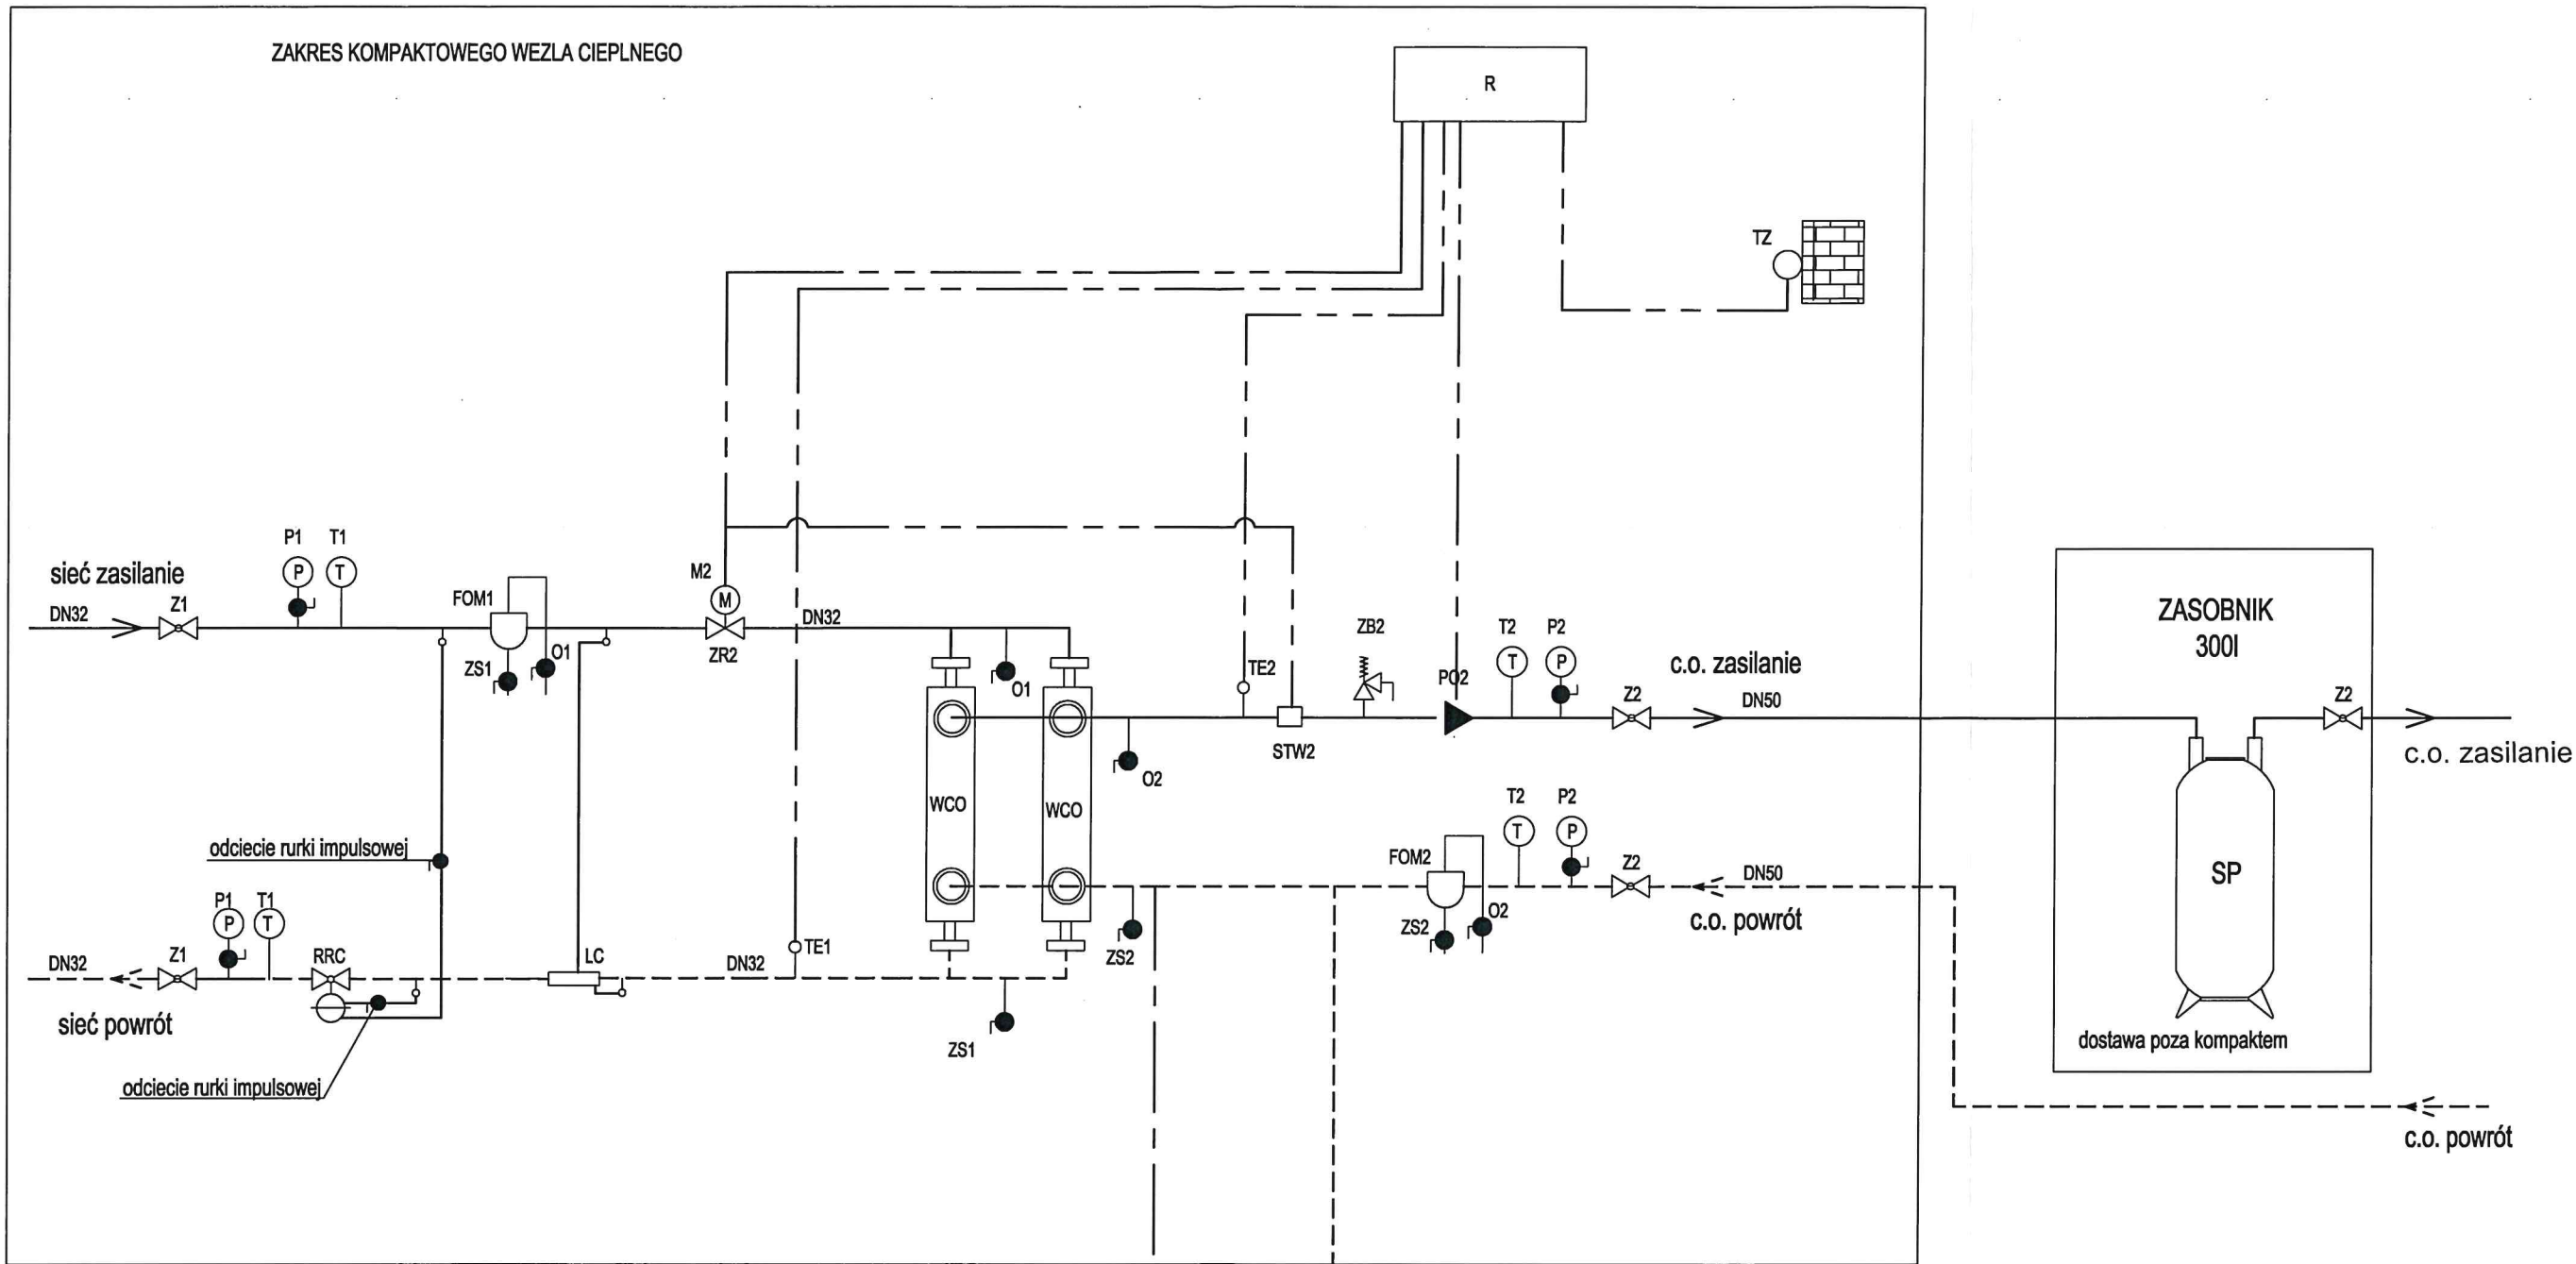 ZAKRES KOMPAKTOWEGO WEZLA CIEPLNEGO
R
TZ
P1
T1
sieć zasilanie
P
T
M2
DN32
Z1
FOM1
M
DN32
ZB2
T2
P2
ZS1
O1
ZR2
O1
TE2
T
P
PO2
c.o. zasilanie
Z2
DN50
STW2
O2
ZASOBNIK
300l
Z2
c.o. zasilanie
WCO
WCO
T2
P2
T
P
odciecie rurki impulsowej
FOM2
Z2
DN50
SP
ZS2
O2
c.o. powrót
P1
T1
P
T
DN32
Z1
RRC
LC
DN32
TE1
ZS2
sieć powrót
ZS1
dostawa poza kompaktem
odciecie rurki impulsowej
c.o. powrót